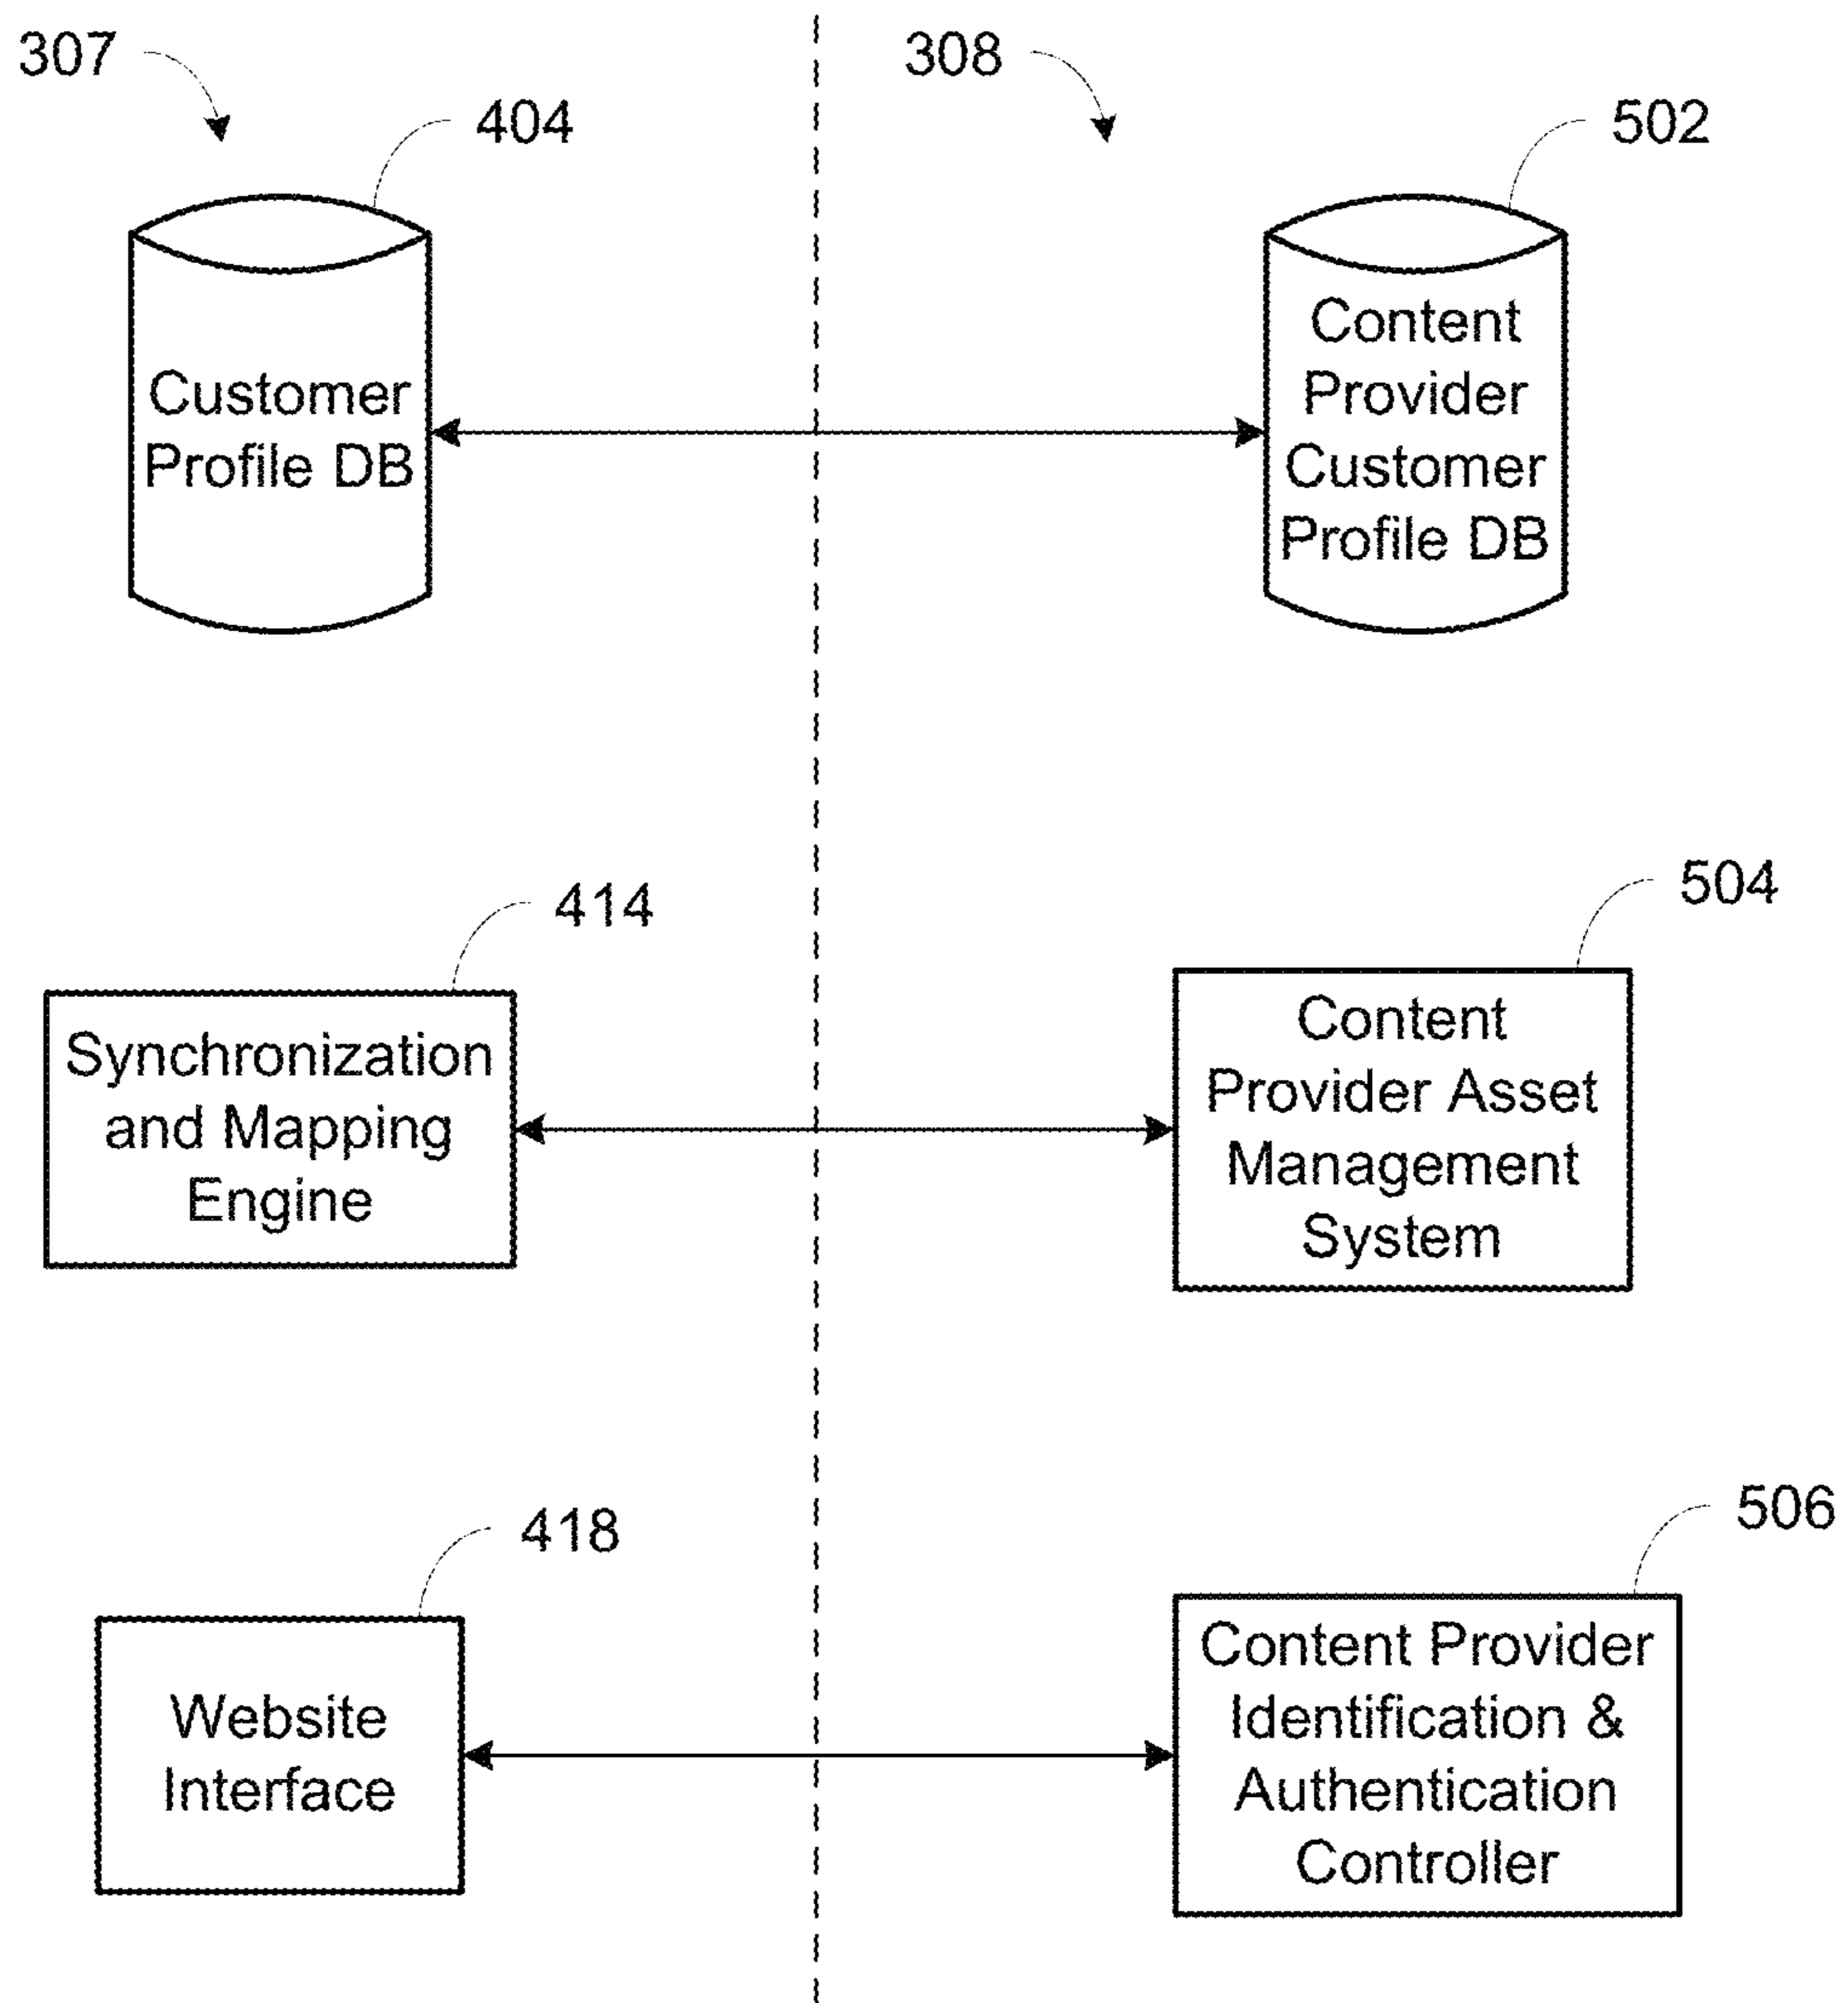 307
308
404
502
Customer
Profile DB
Content
Provider
Customer
Profile DB
414
504
Synchronization
and Mapping
Engine
Content
Provider Asset
Management
System
418
506
Website
Interface
Content Provider
Identification &
Authentication
Controller